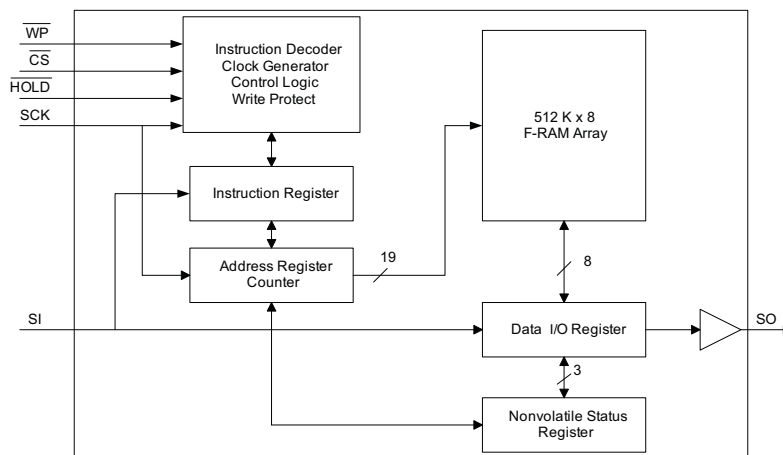 WP
CS
HOLD
SCK
Instruction Decoder
Clock Generator
Control Logic
Write Protect
512 K x 8
F-RAM Array
Instruction Register
Address Register
Counter
19
8
SI
Data I/O Register
SO
3
Nonvolatile Status
Register